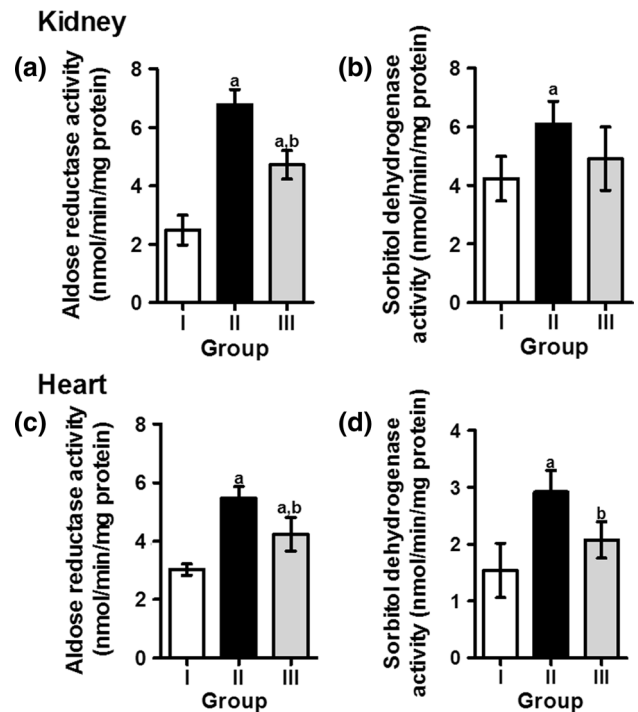 Kidney
(a)
Aldose reductase activity
(nmol/min/mg protein)
8
6
4
2
0
a
a,b
I II III
Group
(b)
Sorbitol dehydrogenase
activity (nmol/min/mg protein)
8
6
4
2
0
a
I II III
Group
Heart
(c)
Aldose reductase activity
(nmol/min/mg protein)
8
6
4
2
0
a
a,b
I II III
Group
(d)
Sorbitol dehydrogenase
activity (nmol/min/mg protein)
4
3
2
1
0
a
b
I II III
Group